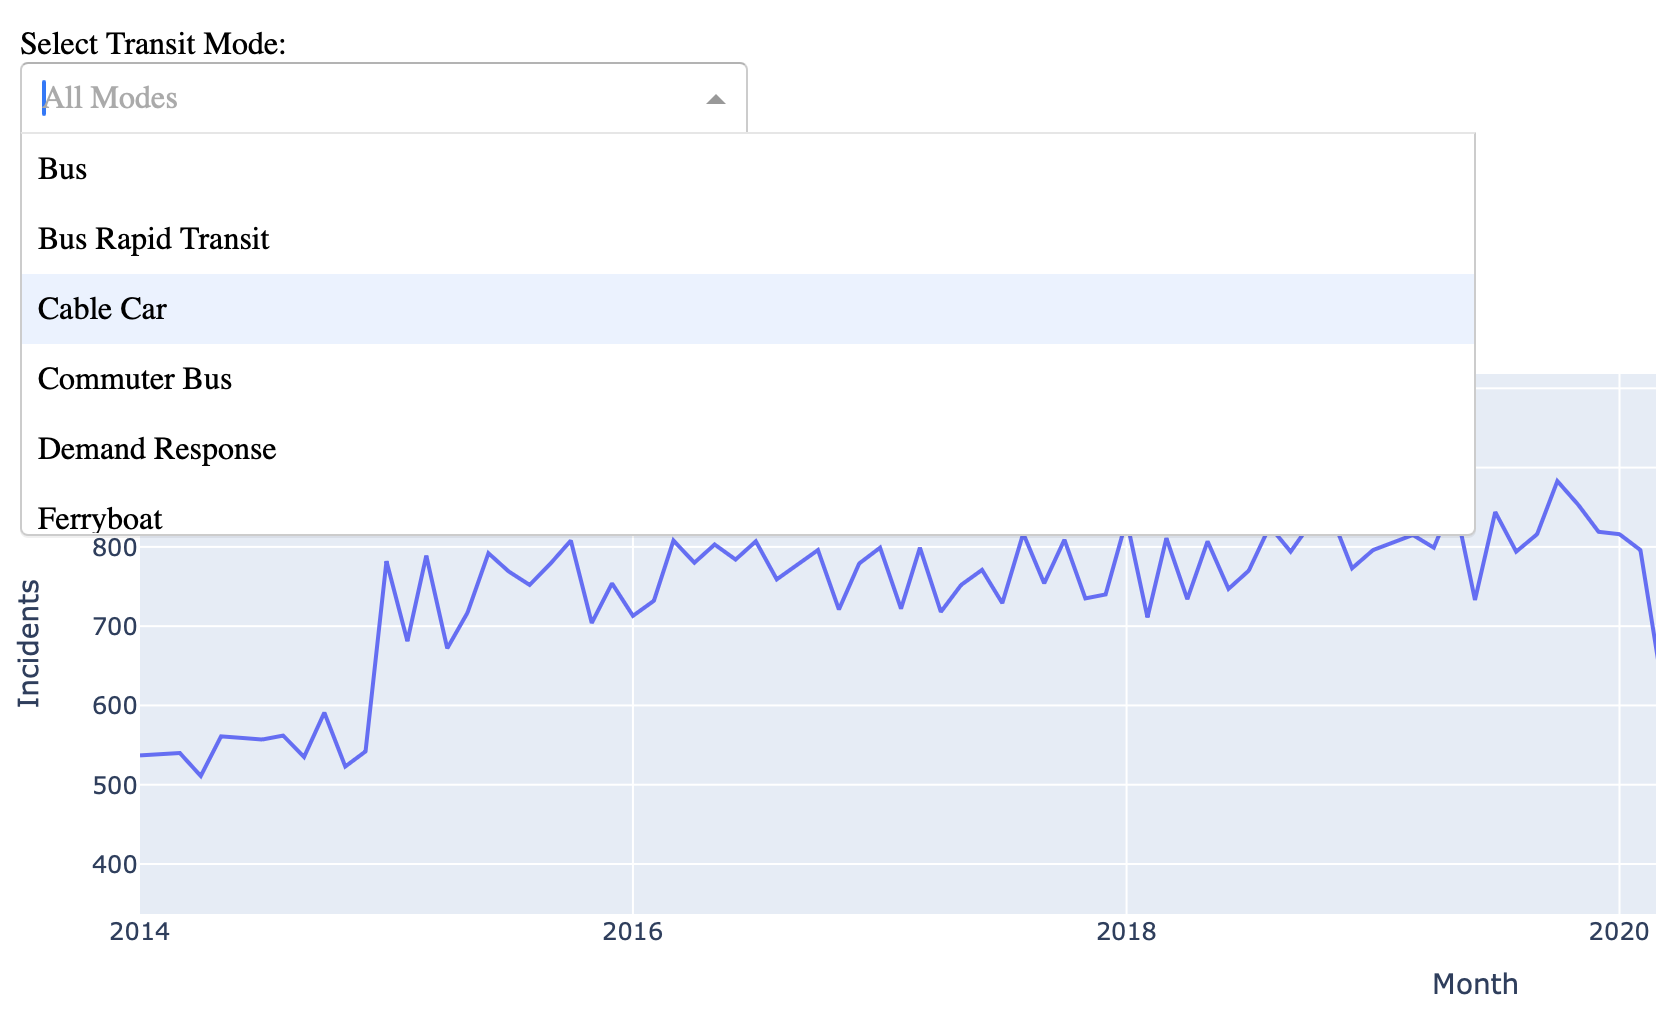 Select Transit Mode:
All Modes
Bus
Bus Rapid Transit
Cable Car
Commuter Bus
Demand Response
Ferryboat
800
700
600
500
400
Incidents
2014 2016 2018 2020
Month